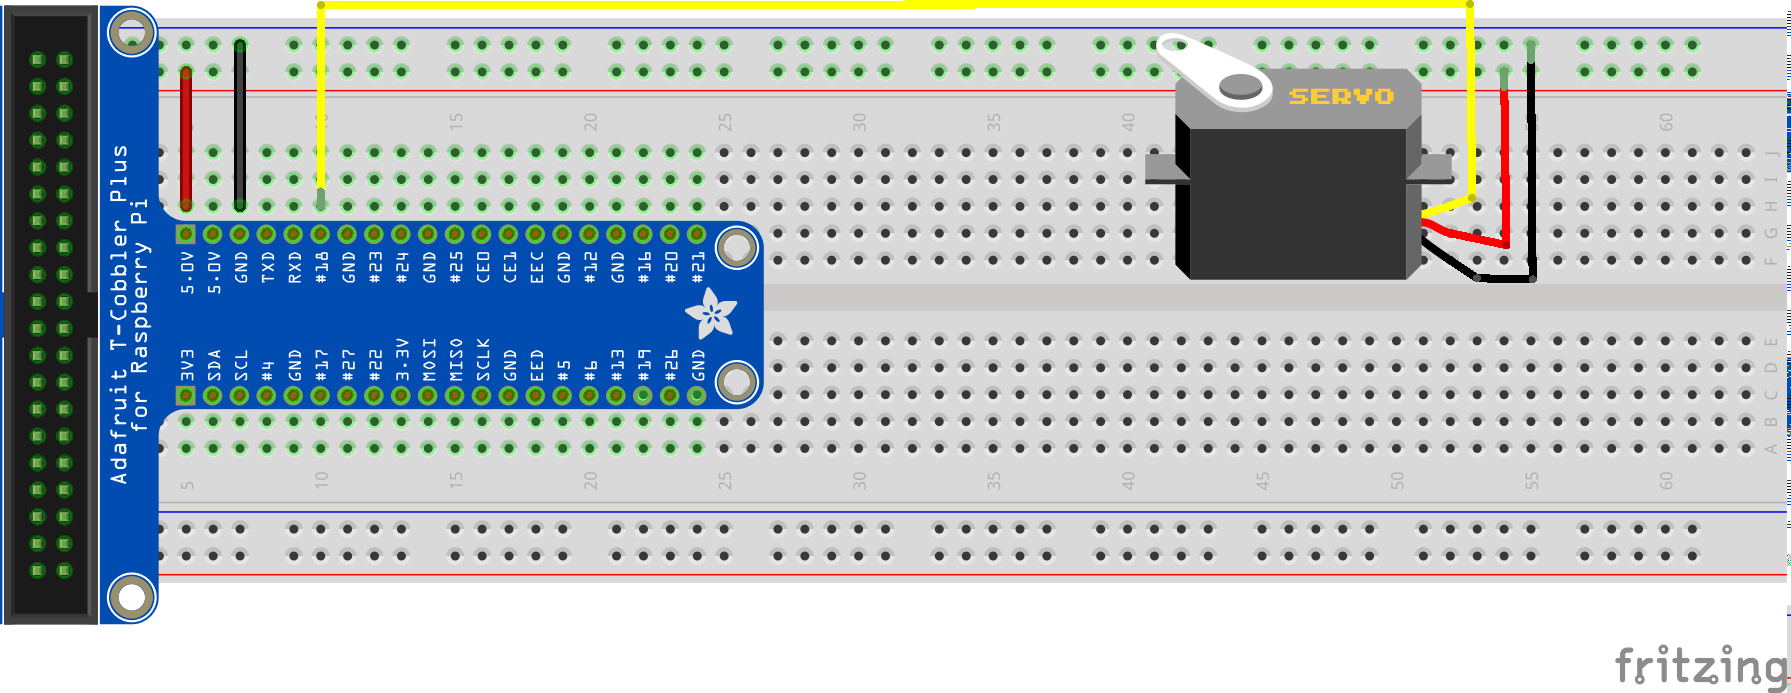 10 15 20 25 30 35 40 55 60
SERVO
J
I
H
G
F
Adafruit T-Cobbler Plus
for Raspberry Pi
5.0V 5.0V GND TXD RXD #18 GND #23 #24 GND #25 CE0 CE1 EEC GND #12 GND #16 #20 #21
3V3 SDA SCL #4 GND #17 #27 #22 3.3V MOSI MISO SCLK GND EED #5 #6 #13 #19 #26 GND
E
D
C
B
A
5 10 15 20 25 30 35 40 45 50 55 60
fritzing